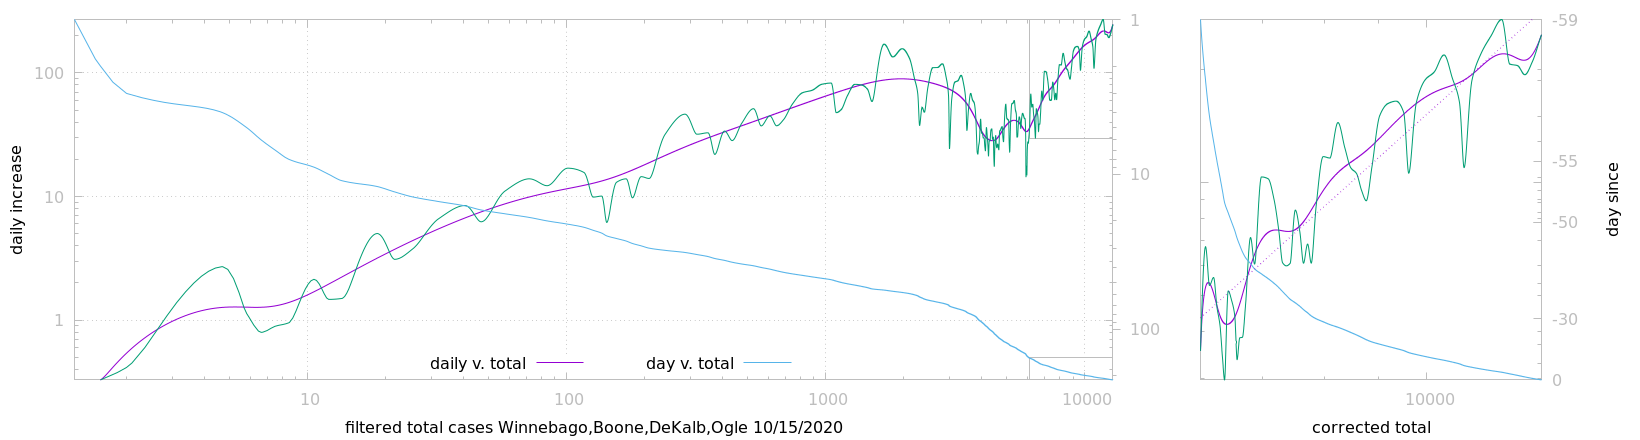 100
10
1
daily increase
daily v. total
day v. total
10
100
1000
10000
filtered total cases Winnebago,Boone,DeKalb,Ogle 10/15/2020
1
10
100
10000
corrected total
-59
-55
-50
-30
0
day since